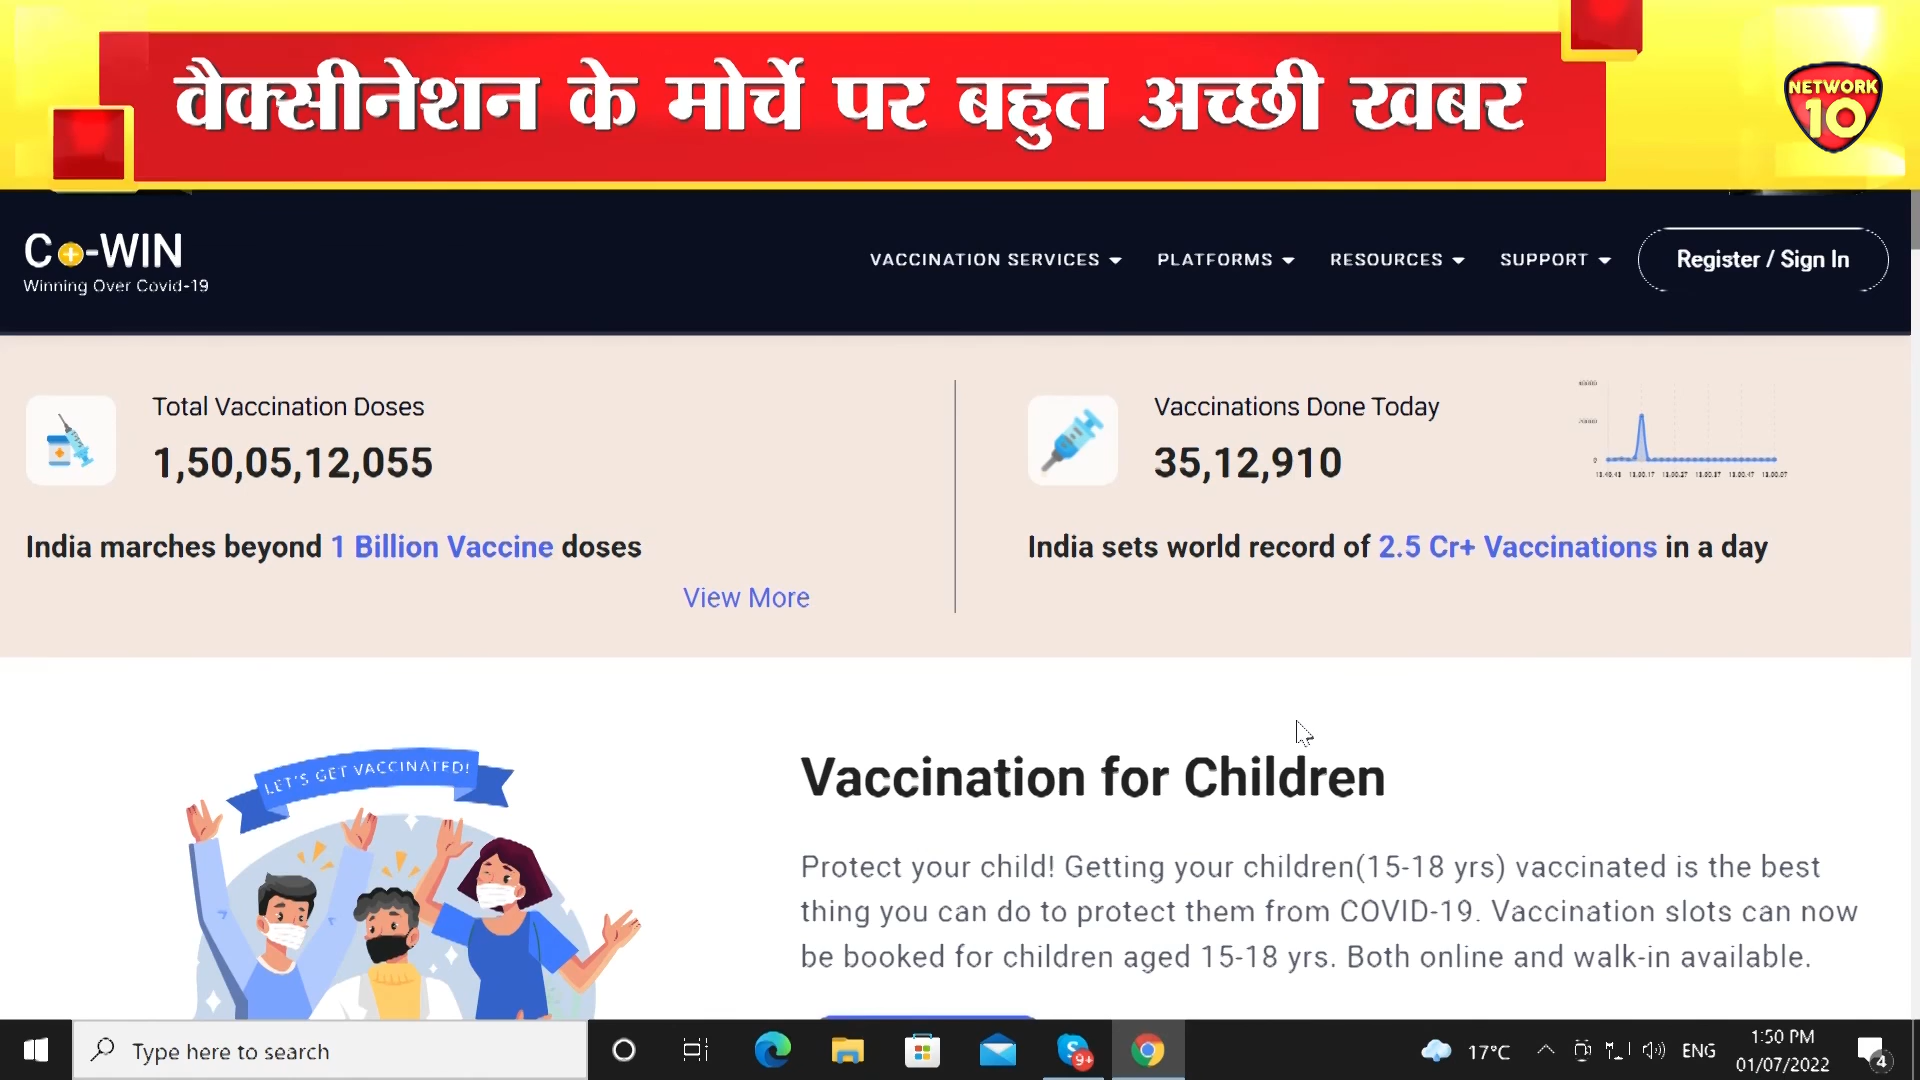 वैक्सीनेशन के मोर्चे पर बहुत अच्छी खबर
NETWORK
10
Co-WIN
Winning Over Covid-19
VACCINATION SERVICES
PLATFORMS
RESOURCES
SUPPORT
Register / Sign In
Total Vaccination Doses
1,50,05,12,055
India marches beyond 1 Billion Vaccine doses
View More
Vaccinations Done Today
35,12,910
India sets world record of 2.5 Cr+ Vaccinations in a day
LET'S GET VACCINATED!
Vaccination for Children
Protect your child! Getting your children(15-18 yrs) vaccinated is the best
thing you can do to protect them from COVID-19. Vaccination slots can now
be booked for children aged 15-18 yrs. Both online and walk-in available.
Type here to search
9+
17°C
ENG
1:50 PM
01/07/2022
4